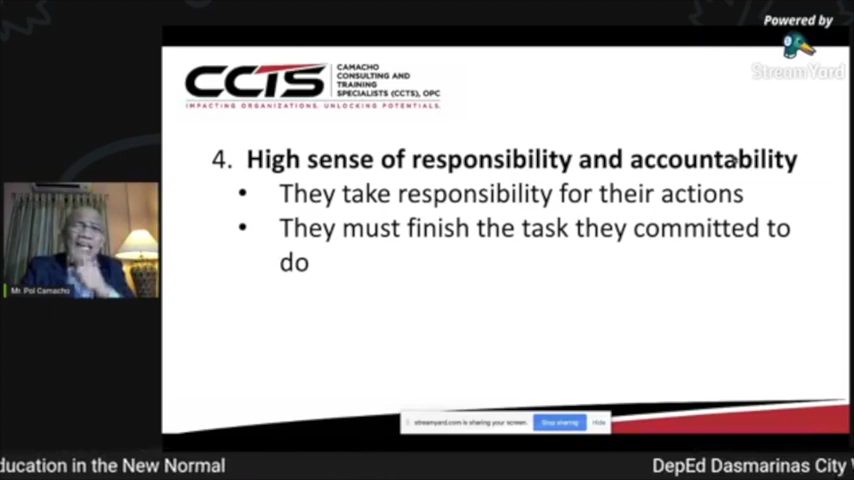 Powered by
StreamYard
CCTS
CAMACHO
CONSULTING AND
TRAINING
SPECIALISTS (CCTS), OPC
IMPACTING ORGANIZATIONS. UNLOCKING POTENTIALS.
4. High sense of responsibility and accountability
• They take responsibility for their actions
• They must finish the task they committed to
do
Mr. Pol Camacho
streamyard.com is sharing your screen.
Stop sharing
Hide
ducation in the New Normal
DepEd Dasmarinas City